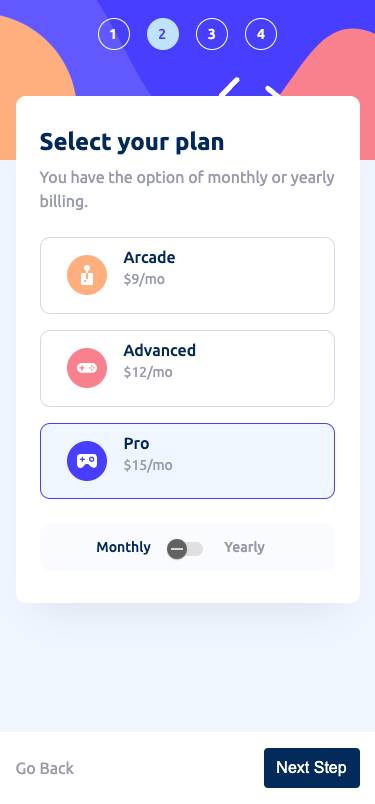 1 2 3 4
Select your plan
You have the option of monthly or yearly
billing.
Arcade
$9/mo
Advanced
$12/mo
Pro
$15/mo
Monthly Yearly
Go Back Next Step